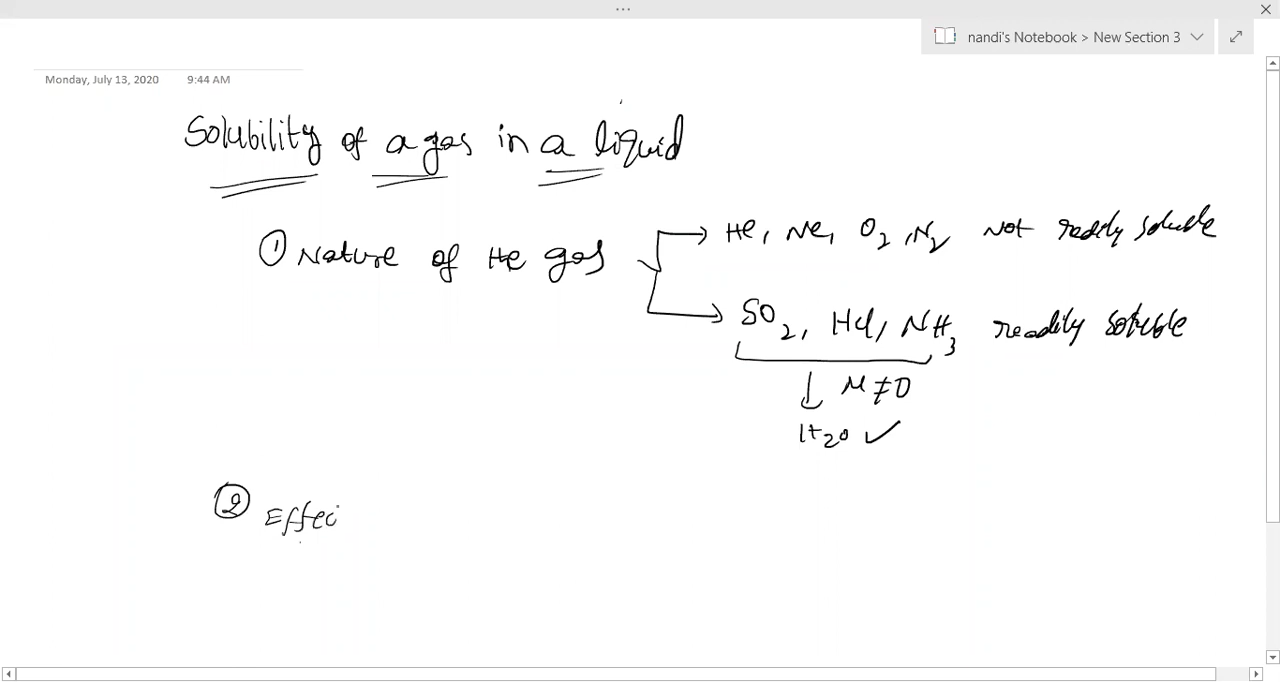 nandi's Notebook > New Section 3
Monday, July 13, 2020 9:44 AM
Solubility of a gas in a liquid
① Nature of the gas
He, Ne, O2, N2 Not readily soluble
SO2, HCl, NH3 readily soluble
↓ μ ≠ 0
H2O ✓
② Effec